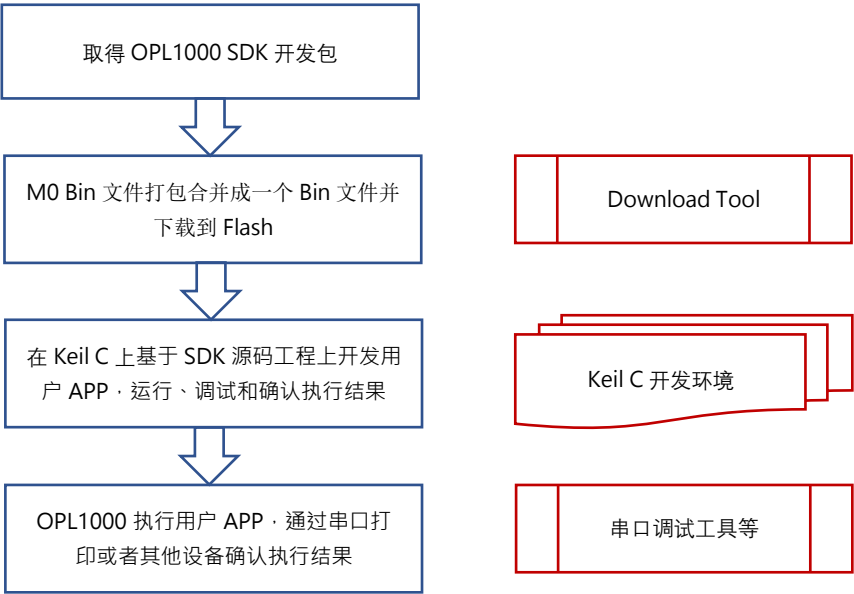 取得 OPL1000 SDK 开发包
M0 Bin 文件打包合并成一个 Bin 文件并
下载到 Flash
Download Tool
在 Keil C 上基于 SDK 源码工程上开发用
户 APP，运行、调试和确认执行结果
Keil C 开发环境
OPL1000 执行用户 APP，通过串口打
印或者其他设备确认执行结果
串口调试工具等